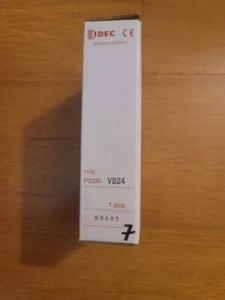 IDEC CE
POWER SUPPLY
TYPE
PS5R- VB24
1 pcs.
7